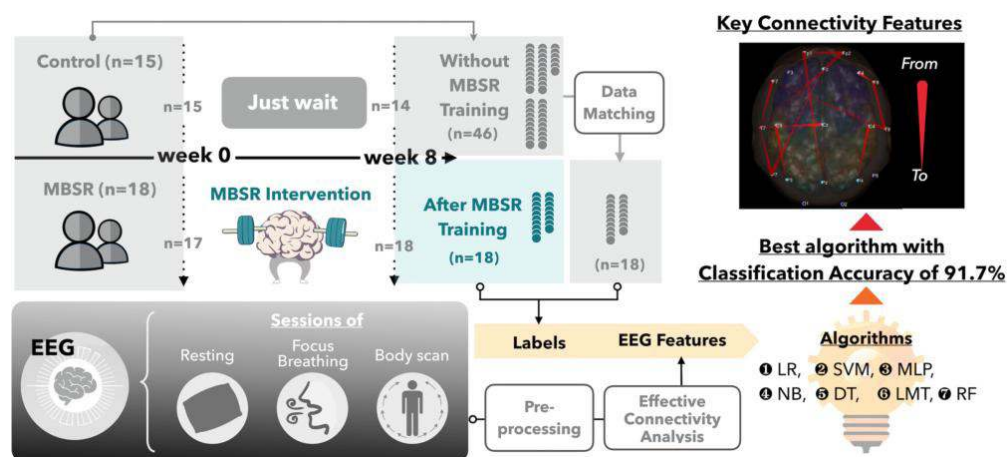 Control (n=15)
n=15
Just wait
n=14
Without
MBSR
Training
(n=46)
Data
Matching
week 0
week 8
MBSR (n=18)
n=17
MBSR Intervention
n=18
After MBSR
Training
(n=18)
(n=18)
Key Connectivity Features
From
To
Best algorithm with
Classification Accuracy of 91.7%
EEG
Sessions of
Resting
Focus
Breathing
Body scan
Labels
EEG Features
Pre-
processing
Effective
Connectivity
Analysis
Algorithms
❶ LR, ❷ SVM, ❸ MLP,
❹ NB, ❺ DT, ❻ LMT, ❼ RF